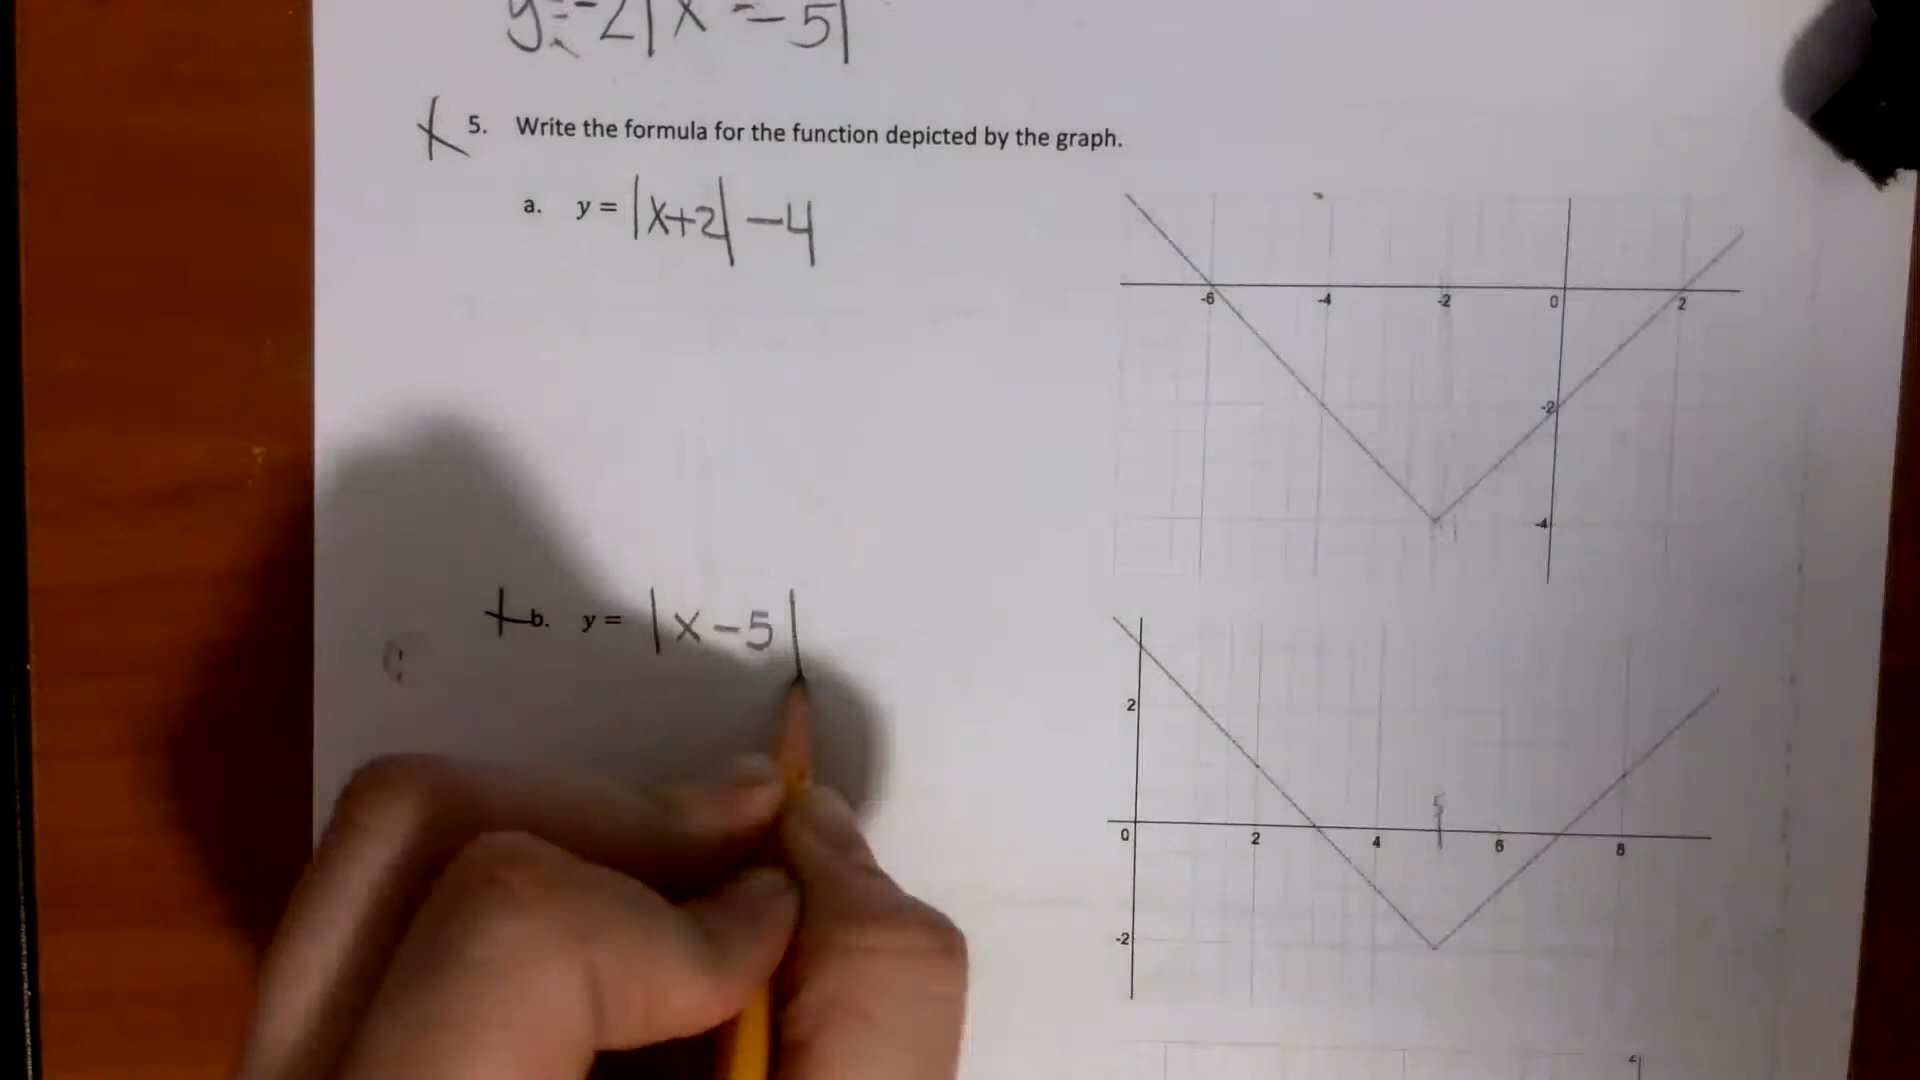 y=-2|x-5|
5. Write the formula for the function depicted by the graph.
a. y = |x+2| -4
-6 -4 -2 0 2
-2
-4
b. y = |x-5|
2
5
0 2 4 6 8
-2